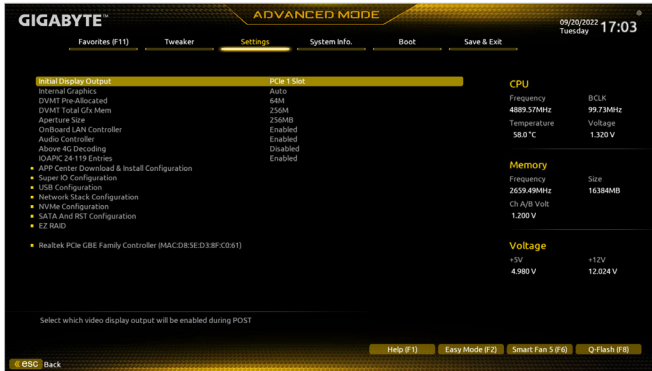 GIGABYTE™
ADVANCED MODE
09/20/2022
Tuesday
17:03
Favorites (F11) Tweaker Settings System Info. Boot Save & Exit
Initial Display Output PCIe 1 Slot
Internal Graphics Auto
DVMT Pre-Allocated 64M
DVMT Total Gfx Mem 256M
Aperture Size 256MB
OnBoard LAN Controller Enabled
Audio Controller Enabled
Above 4G Decoding Disabled
IOAPIC 24-119 Entries Enabled
APP Center Download & Install Configuration
Super IO Configuration
USB Configuration
Network Stack Configuration
NVMe Configuration
SATA And RST Configuration
EZ RAID
Realtek PCIe GBE Family Controller (MAC:D8:5E:D3:8F:C0:61)
CPU
Frequency BCLK
4889.57MHz 99.73MHz
Temperature Voltage
58.0 °C 1.320 V
Memory
Frequency Size
2659.49MHz 16384MB
Ch A/B Volt
1.200 V
Voltage
+5V +12V
4.980 V 12.024 V
Select which video display output will be enabled during POST
Help (F1) Easy Mode (F2) Smart Fan 5 (F6) Q-Flash (F8)
esc Back